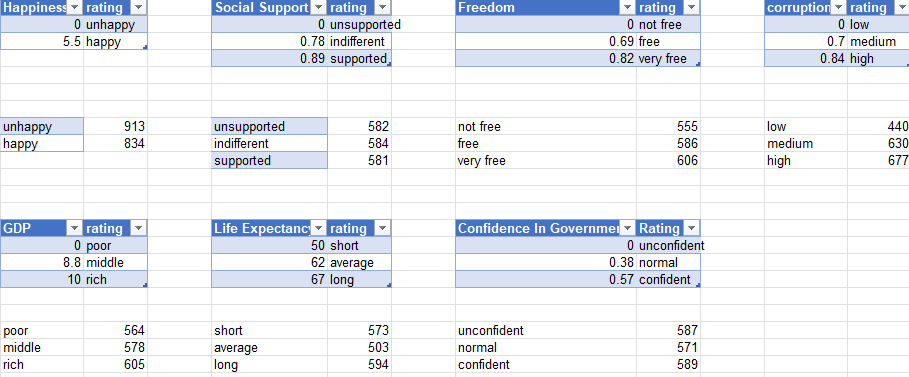 Happiness rating Social Support rating Freedom rating corruption rating
0 unhappy 0 unsupported 0 not free 0 low
5.5 happy 0.78 indifferent 0.69 free 0.7 medium
0.89 supported 0.82 very free 0.84 high
unhappy 913 unsupported 582 not free 555 low 440
happy 834 indifferent 584 free 586 medium 630
supported 581 very free 606 high 677
GDP rating Life Expectanc rating Confidence In Governme Rating
0 poor 50 short 0 unconfident
8.8 middle 62 average 0.38 normal
10 rich 67 long 0.57 confident
poor 564 short 573 unconfident 587
middle 578 average 503 normal 571
rich 605 long 594 confident 589